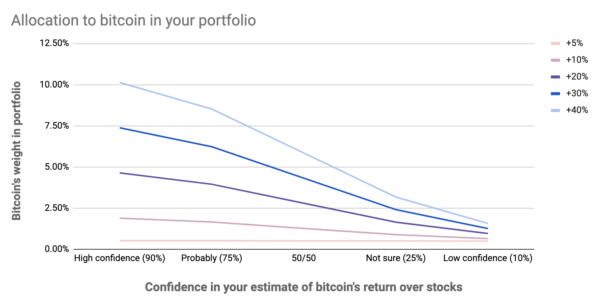 Allocation to bitcoin in your portfolio
12.50%
10.00%
7.50%
5.00%
2.50%
0.00%
Bitcoin's weight in portfolio
High confidence (90%)
Probably (75%)
50/50
Not sure (25%)
Low confidence (10%)
Confidence in your estimate of bitcoin's return over stocks
+5%
+10%
+20%
+30%
+40%